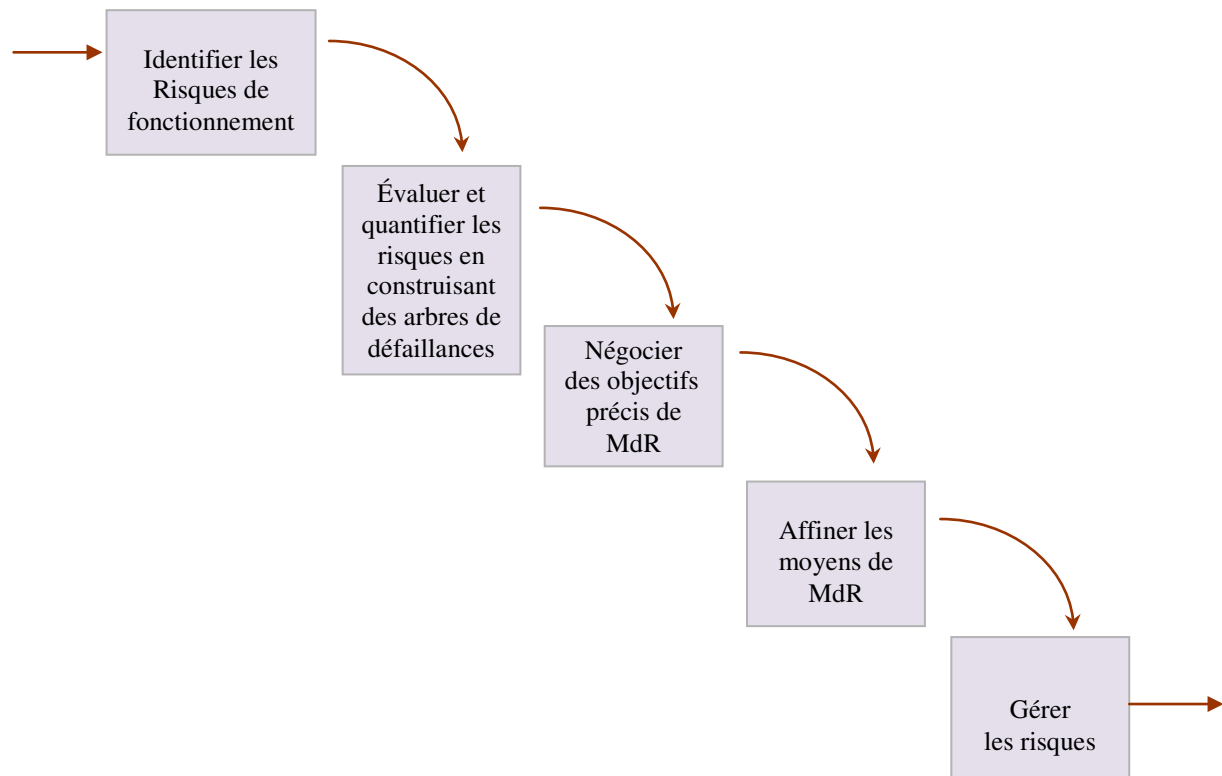 Identifier les
Risques de
fonctionnement
Évaluer et
quantifier les
risques en
construisant
des arbres de
défaillances
Négocier
des objectifs
précis de
MdR
Affiner les
moyens de
MdR
Gérer
les risques